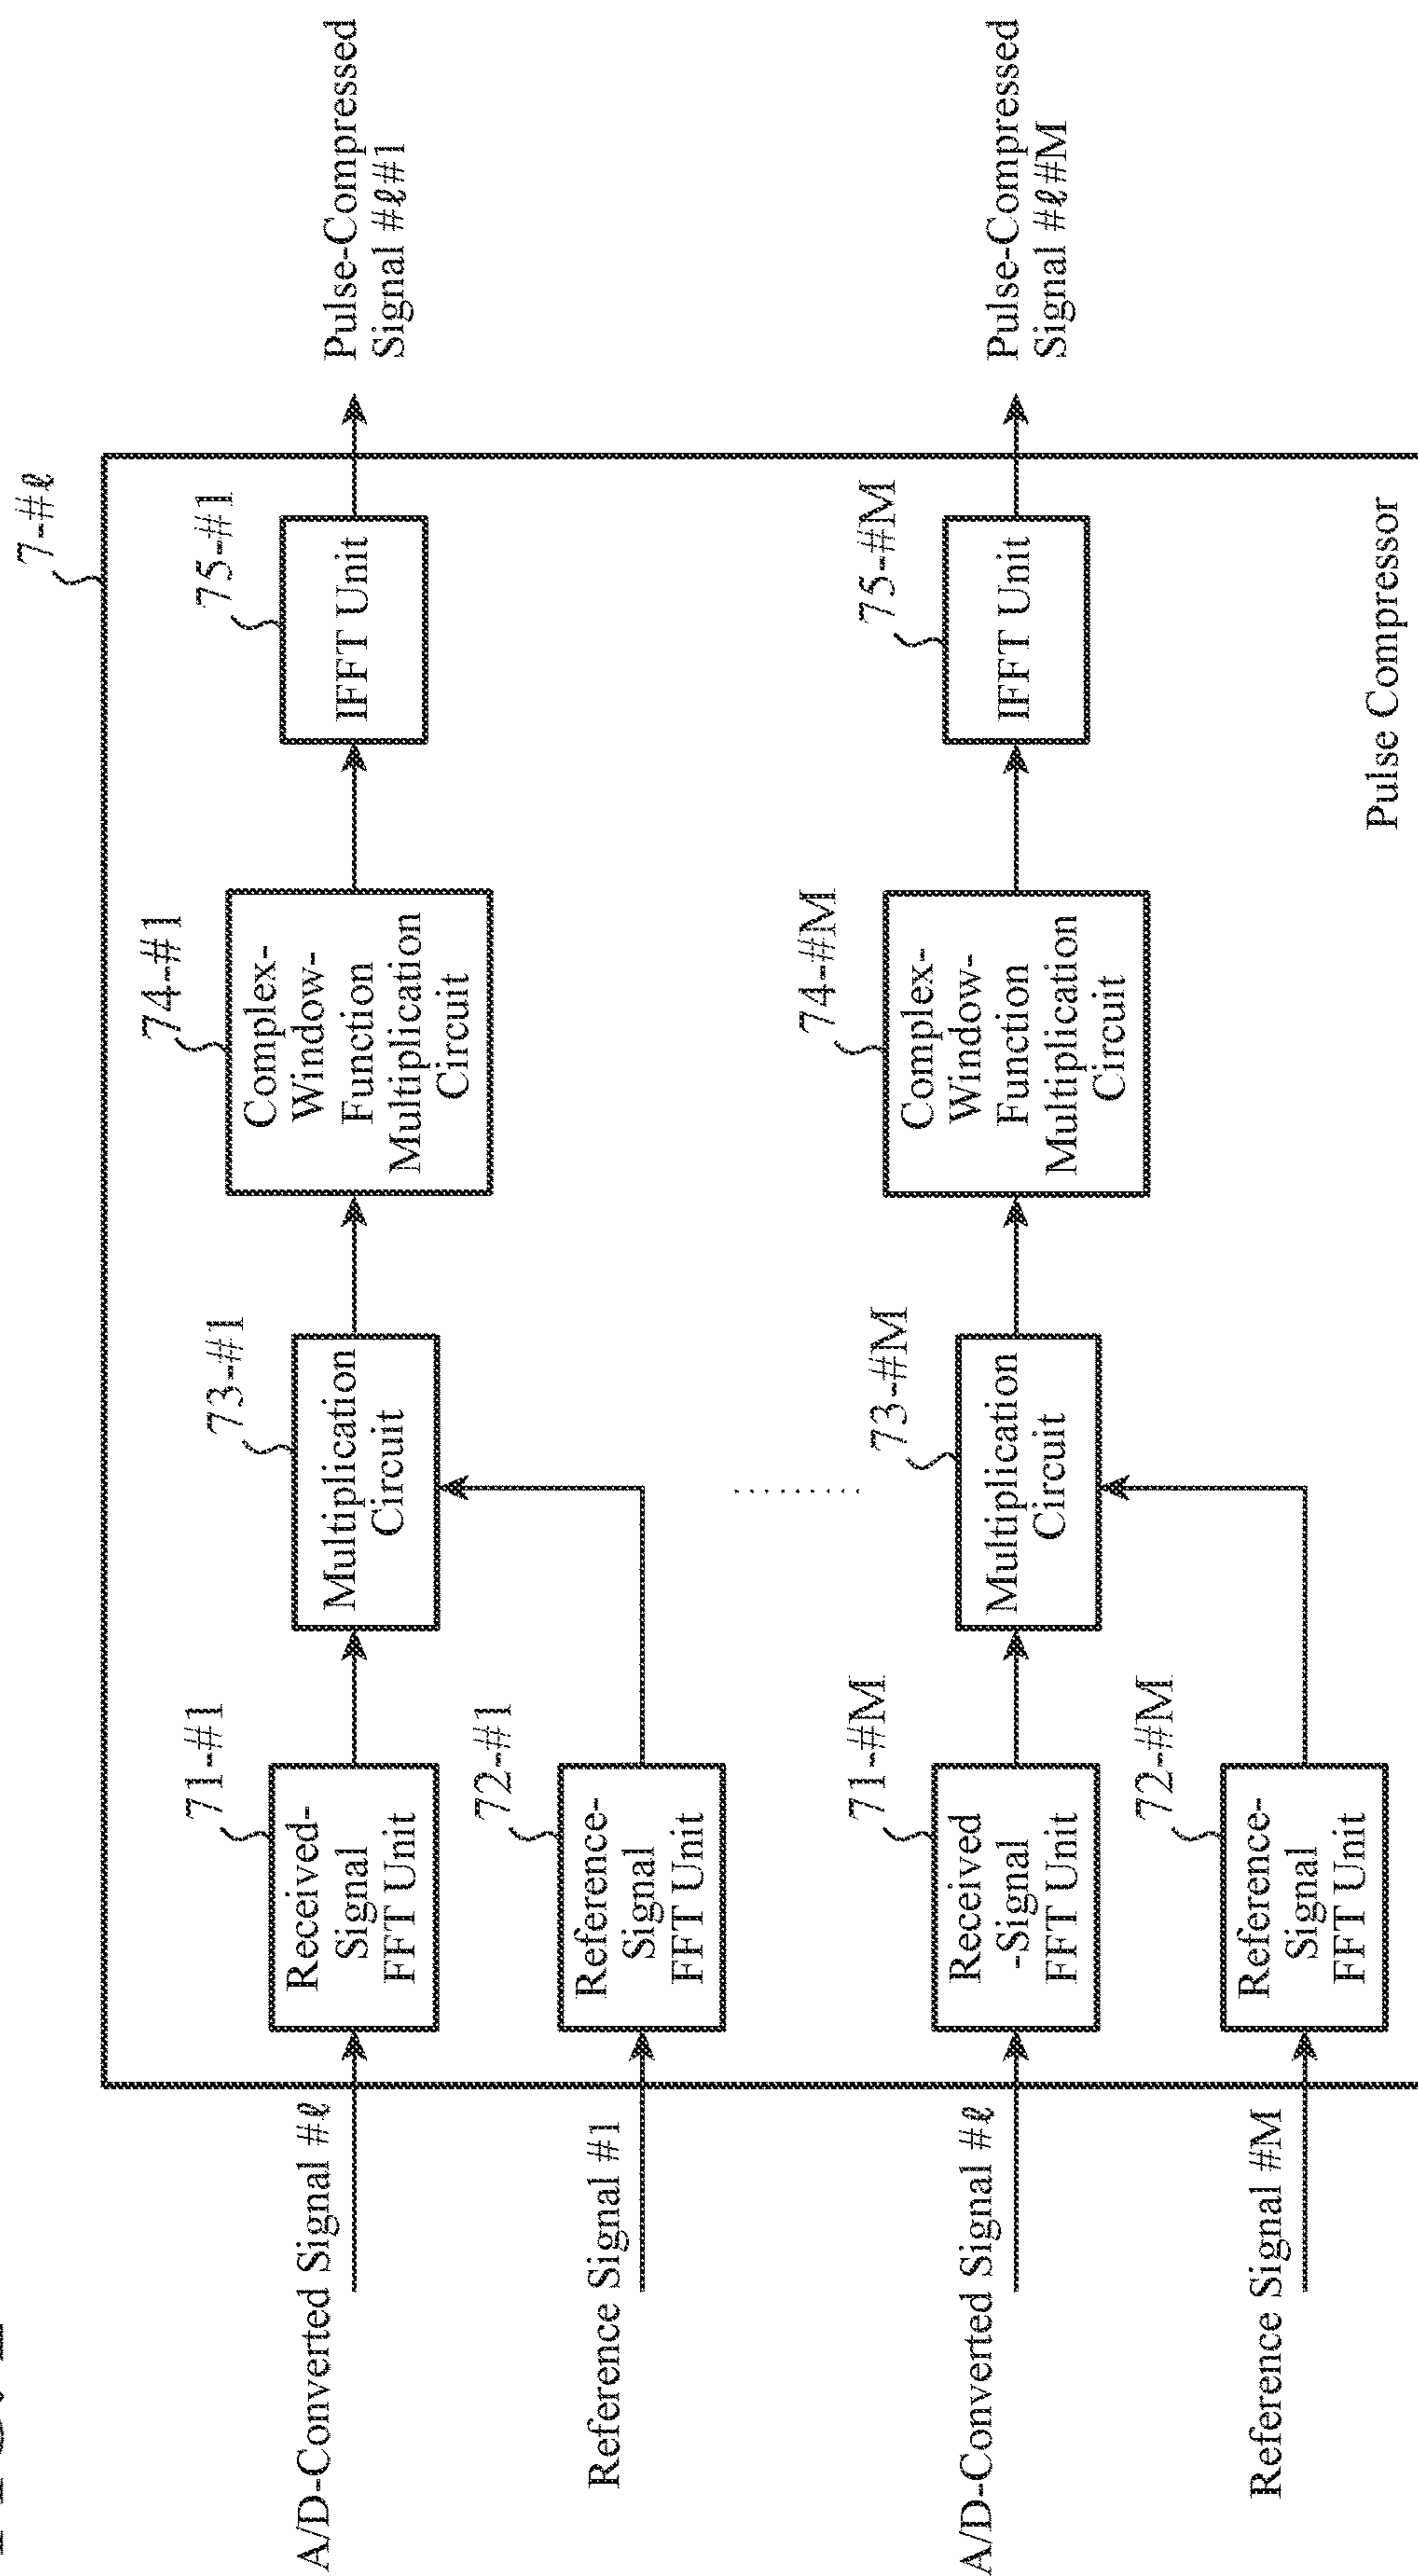 7-#ℓ
A/D-Converted Signal #ℓ
71-#1
Received-
Signal
FFT Unit
73-#1
Multiplication
Circuit
74-#1
Complex-
Window-
Function
Multiplication
Circuit
75-#1
IFFT Unit
Pulse-Compressed
Signal #ℓ#1
Reference Signal #1
72-#1
Reference-
Signal
FFT Unit
A/D-Converted Signal #ℓ
71-#M
Received
-Signal
FFT Unit
73-#M
Multiplication
Circuit
74-#M
Complex-
Window-
Function
Multiplication
Circuit
75-#M
IFFT Unit
Pulse-Compressed
Signal #ℓ#M
Reference Signal #M
72-#M
Reference-
Signal
FFT Unit
Pulse Compressor